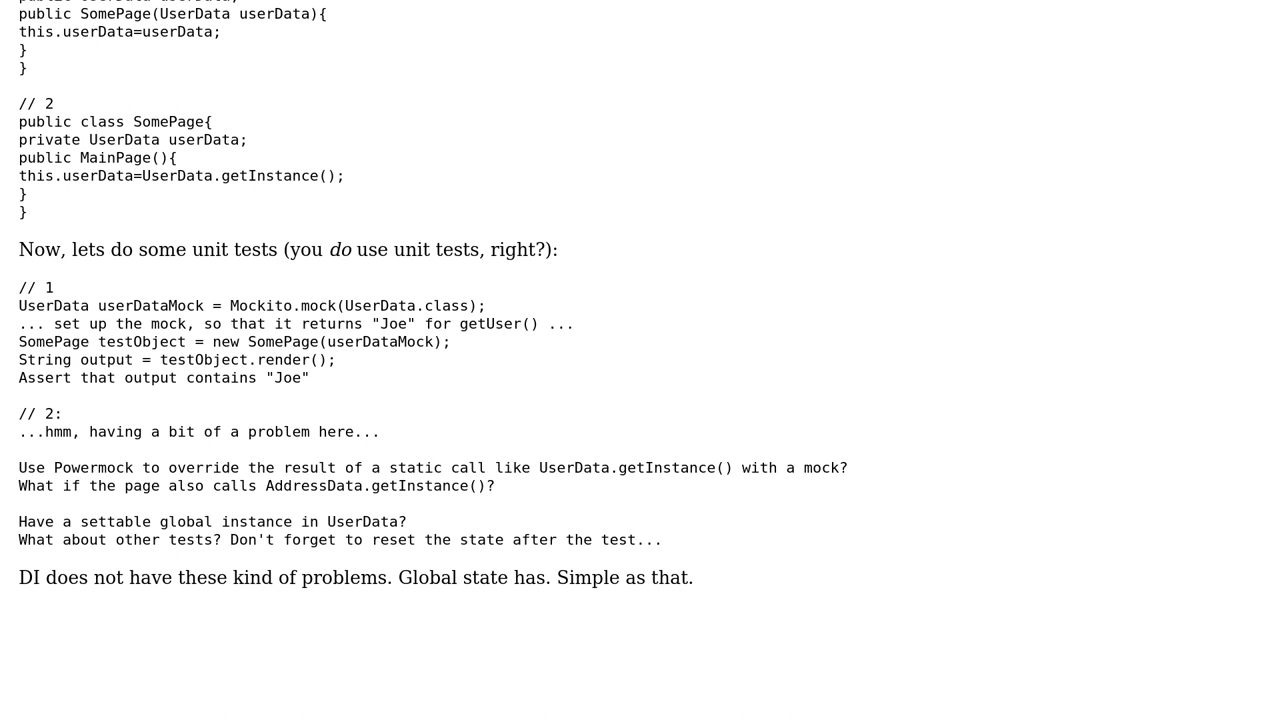 public SomePage(UserData userData){
this.userData=userData;
}
}
// 2
public class SomePage{
private UserData userData;
public MainPage(){
this.userData=UserData.getInstance();
}
}
Now, lets do some unit tests (you do use unit tests, right?):
// 1
UserData userDataMock = Mockito.mock(UserData.class);
... set up the mock, so that it returns "Joe" for getUser() ...
SomePage testObject = new SomePage(userDataMock);
String output = testObject.render();
Assert that output contains "Joe"
// 2:
...hmm, having a bit of a problem here...
Use Powermock to override the result of a static call like UserData.getInstance() with a mock?
What if the page also calls AddressData.getInstance()?
Have a settable global instance in UserData?
What about other tests? Don't forget to reset the state after the test...
DI does not have these kind of problems. Global state has. Simple as that.